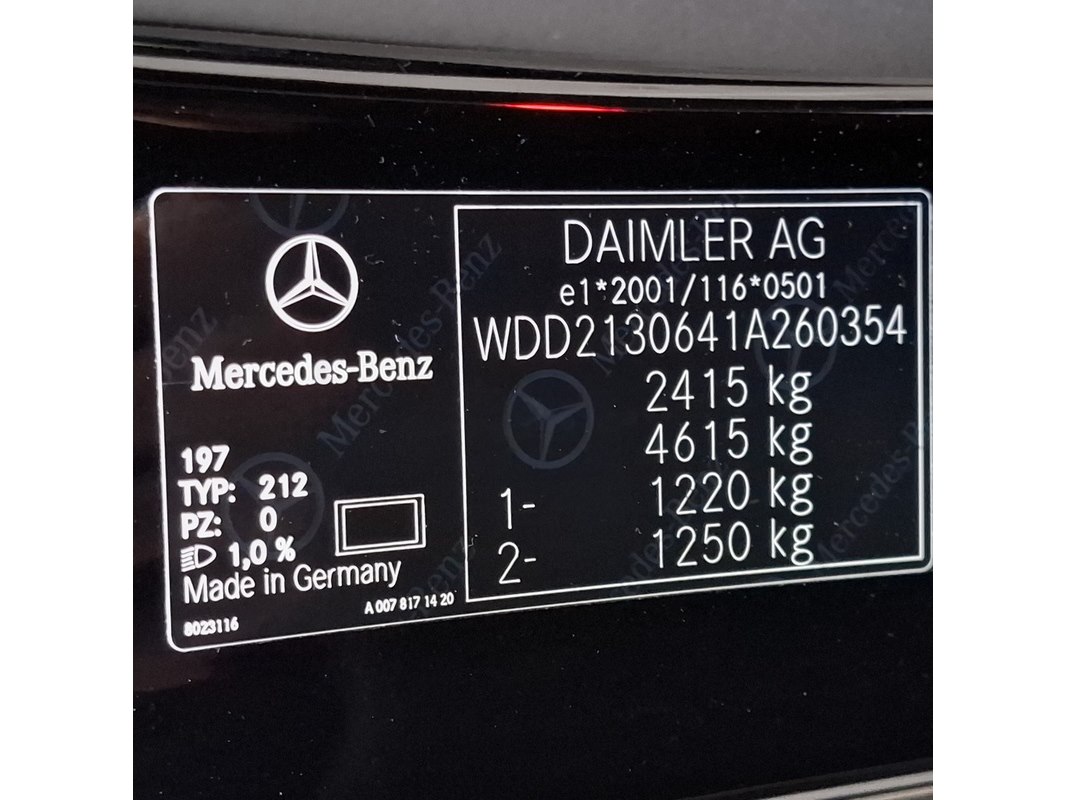 Mercedes-Benz
197
TYP: 212
PZ: 0
1,0 %
Made in Germany
8023116
A 007 817 14 20
DAIMLER AG
e1*2001/116*0501
WDD2130641A260354
2415 kg
4615 kg
1- 1220 kg
2- 1250 kg